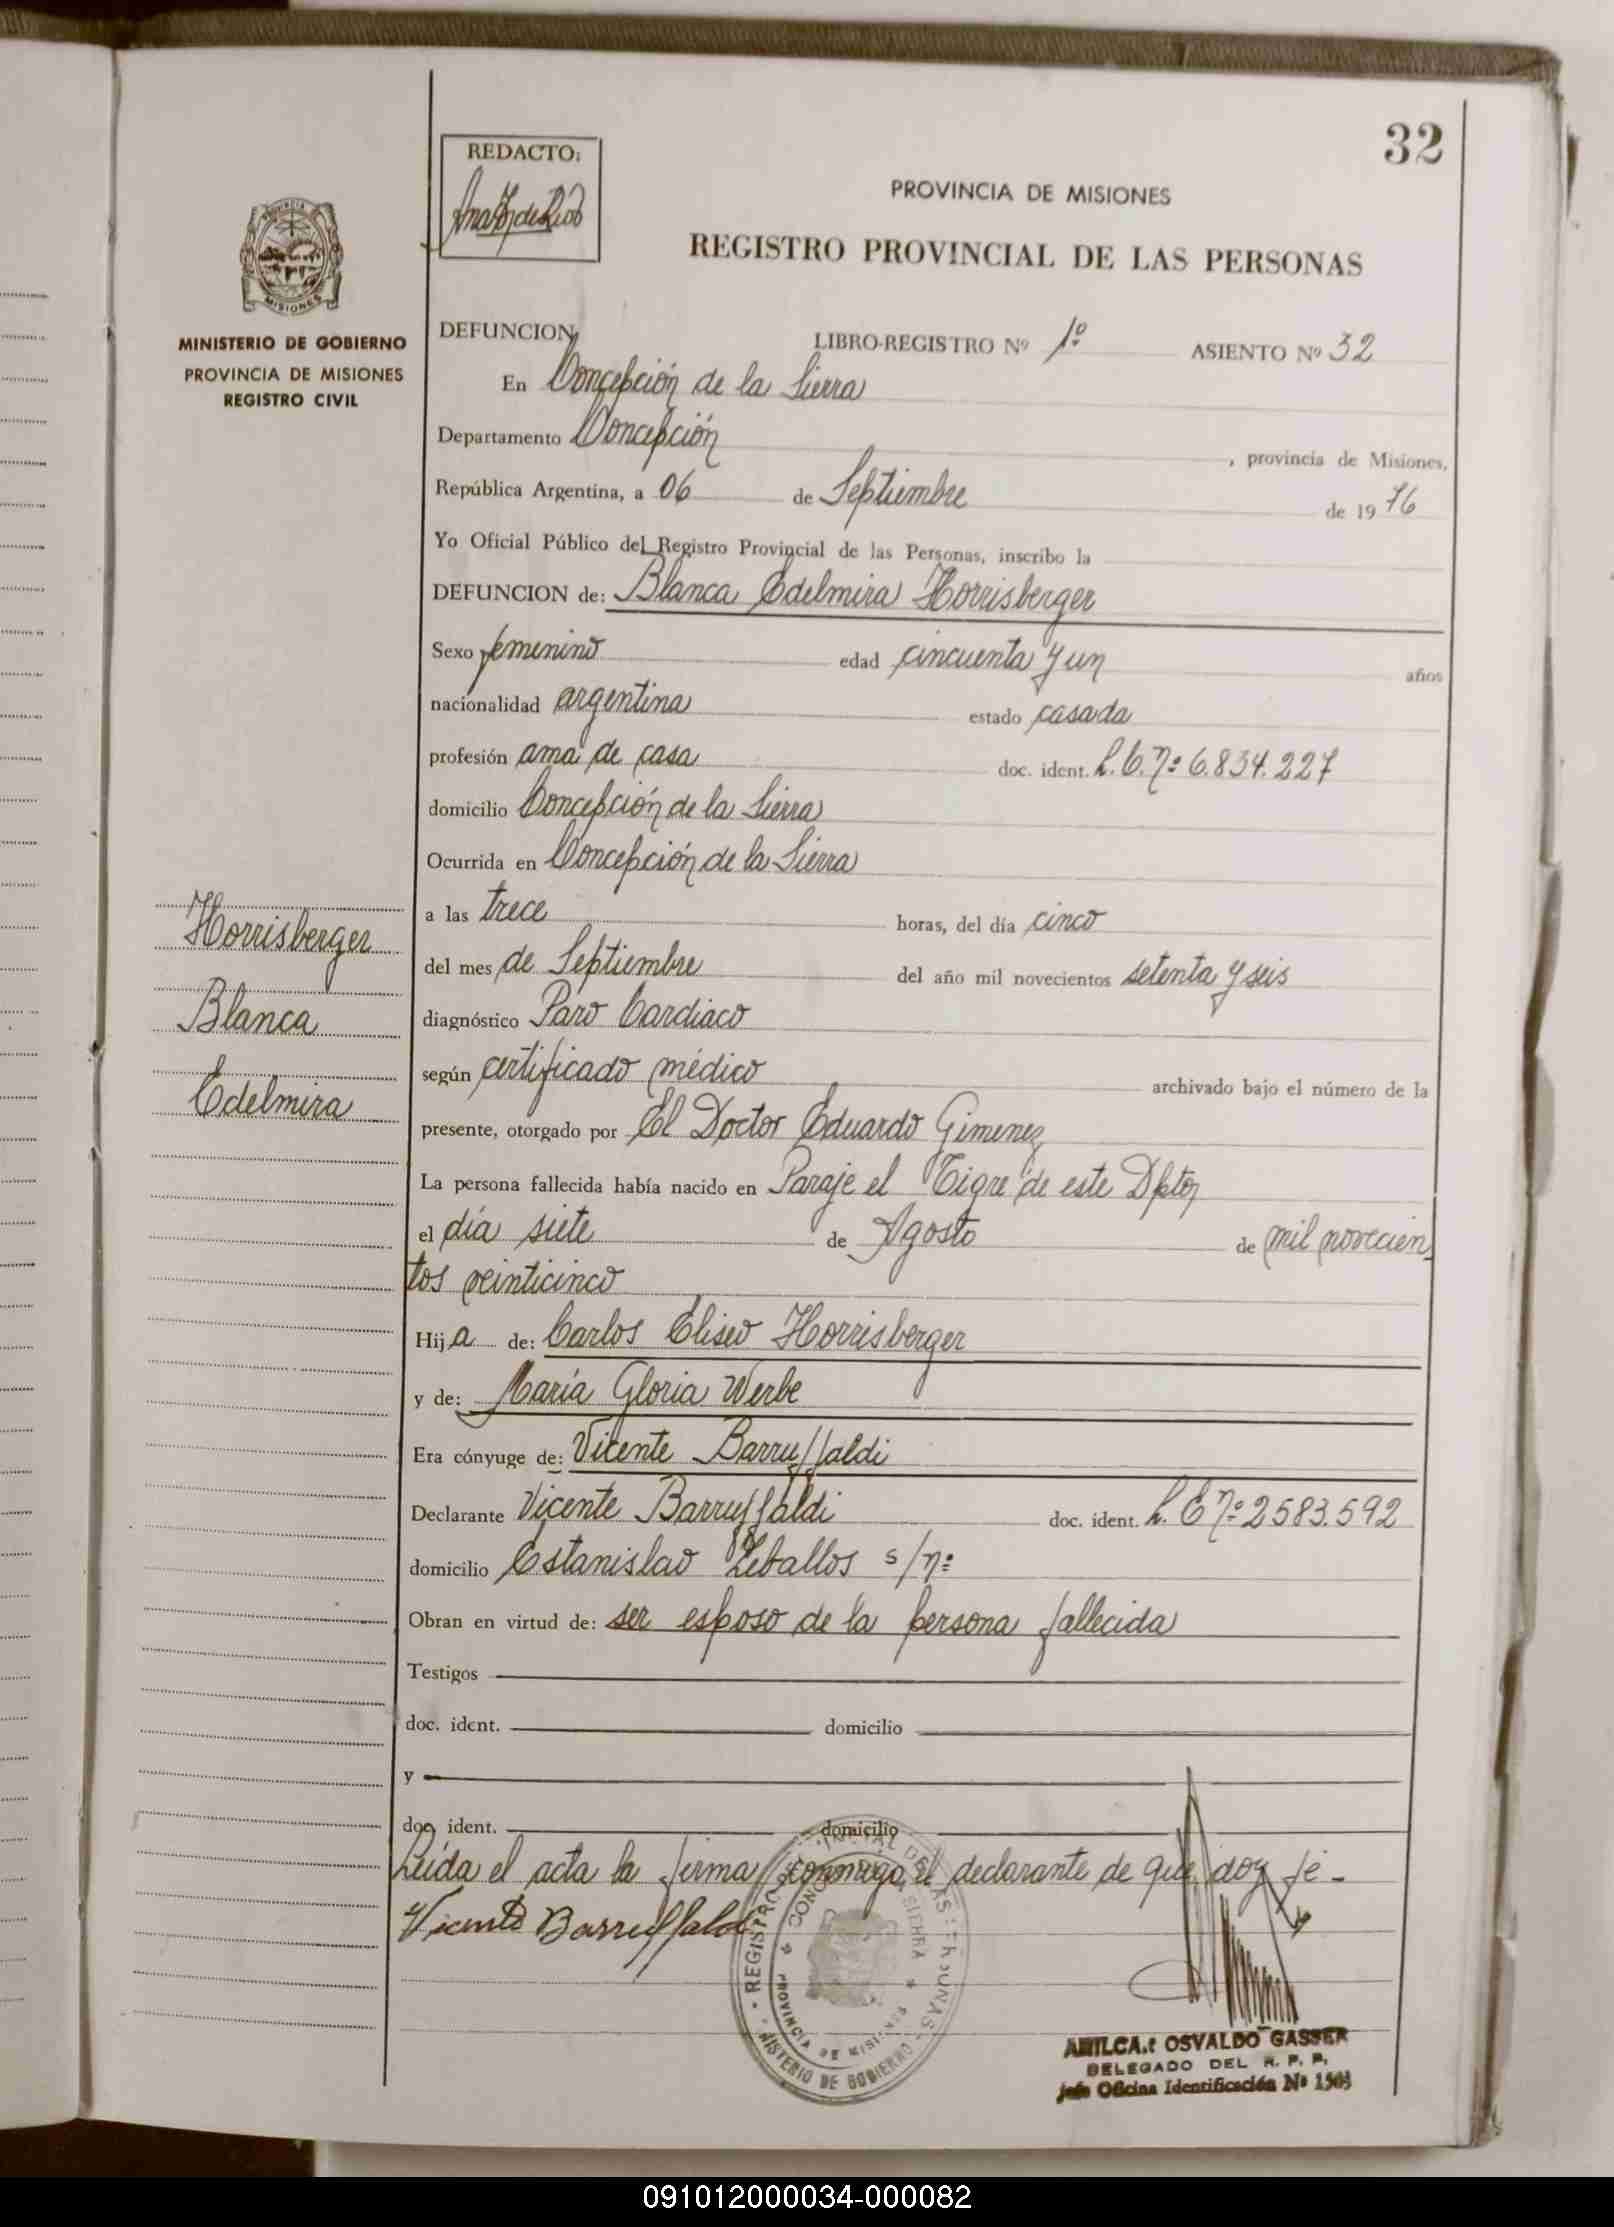 32
REDACTO:
PROVINCIA DE MISIONES
REGISTRO PROVINCIAL DE LAS PERSONAS
MISIONES
MINISTERIO DE GOBIERNO
PROVINCIA DE MISIONES
REGISTRO CIVIL
DEFUNCION LIBRO-REGISTRO Nº 1º ASIENTO Nº 32
En Concepción de la Sierra
Departamento Concepción , provincia de Misiones,
República Argentina, a 06 de Septiembre de 1976
Yo Oficial Público del Registro Provincial de las Personas, inscribo la
DEFUNCION de: Blanca Edelmira Horrisberger
Sexo femenino edad cincuenta y un años
nacionalidad argentina estado casada
profesión ama de casa doc. ident. L.C. nº 6.834.227
domicilio Concepción de la Sierra
Ocurrida en Concepción de la Sierra
a las trece horas, del día cinco
del mes de Septiembre del año mil novecientos setenta y seis
diagnóstico Paro Cardiaco
según certificado médico archivado bajo el número de la
presente, otorgado por El Doctor Eduardo Gimenez
La persona fallecida había nacido en Paraje el Tigre de este Dpto
el día siete de Agosto de mil novecien
tos veinticinco
Hija de: Carlos Eliseo Horrisberger
y de: María Gloria Werbe
Era cónyuge de: Vicente Barruffaldi
Declarante Vicente Barruffaldi doc. ident. L.E nº 2583.592
domicilio Estanislao Zeballos s/nº
Obran en virtud de: ser esposo de la persona fallecida
Testigos
doc. ident. domicilio
y
doc. ident. domicilio
Leída el acta la firma conmigo el declarante de que doy fé-
Vicente Barruffaldi
Horrisberger
Blanca
Edelmira
PROVINCIA DE MISIONES
MINISTERIO DE GOBIERNO
AMILCAR OSVALDO GASSER
DELEGADO DEL R. P. P.
Jefe Oficina Identificación Nº 1503
091012000034-000082